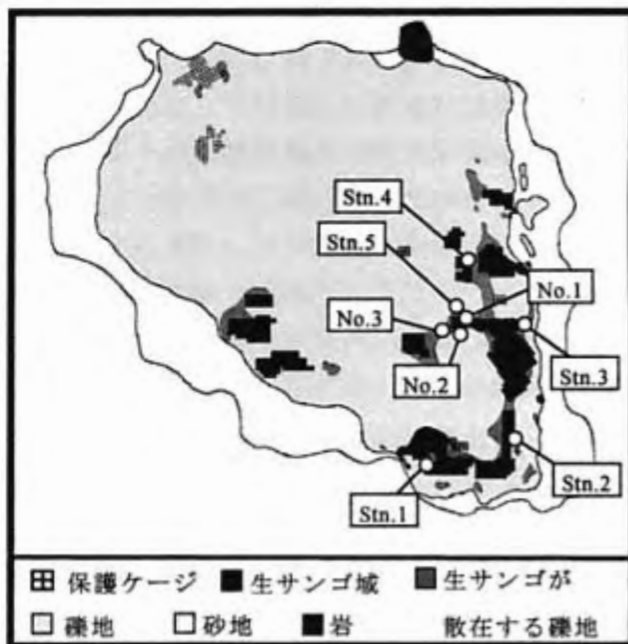 Stn.4
Stn.5
No.1
No.3
No.2
Stn.3
Stn.2
Stn.1
保護ケージ 生サンゴ域 生サンゴが
礫地 砂地 岩 散在する礫地